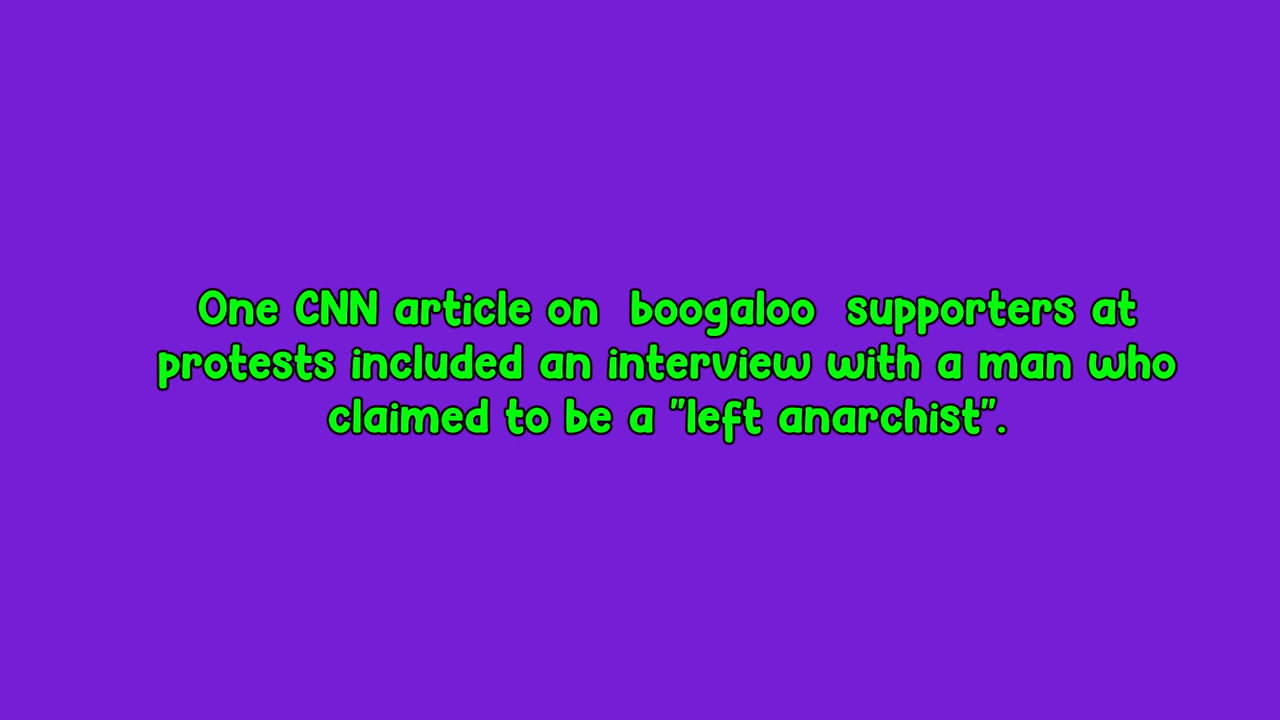 One CNN article on  boogaloo  supporters at
protests included an interview with a man who
claimed to be a "left anarchist".